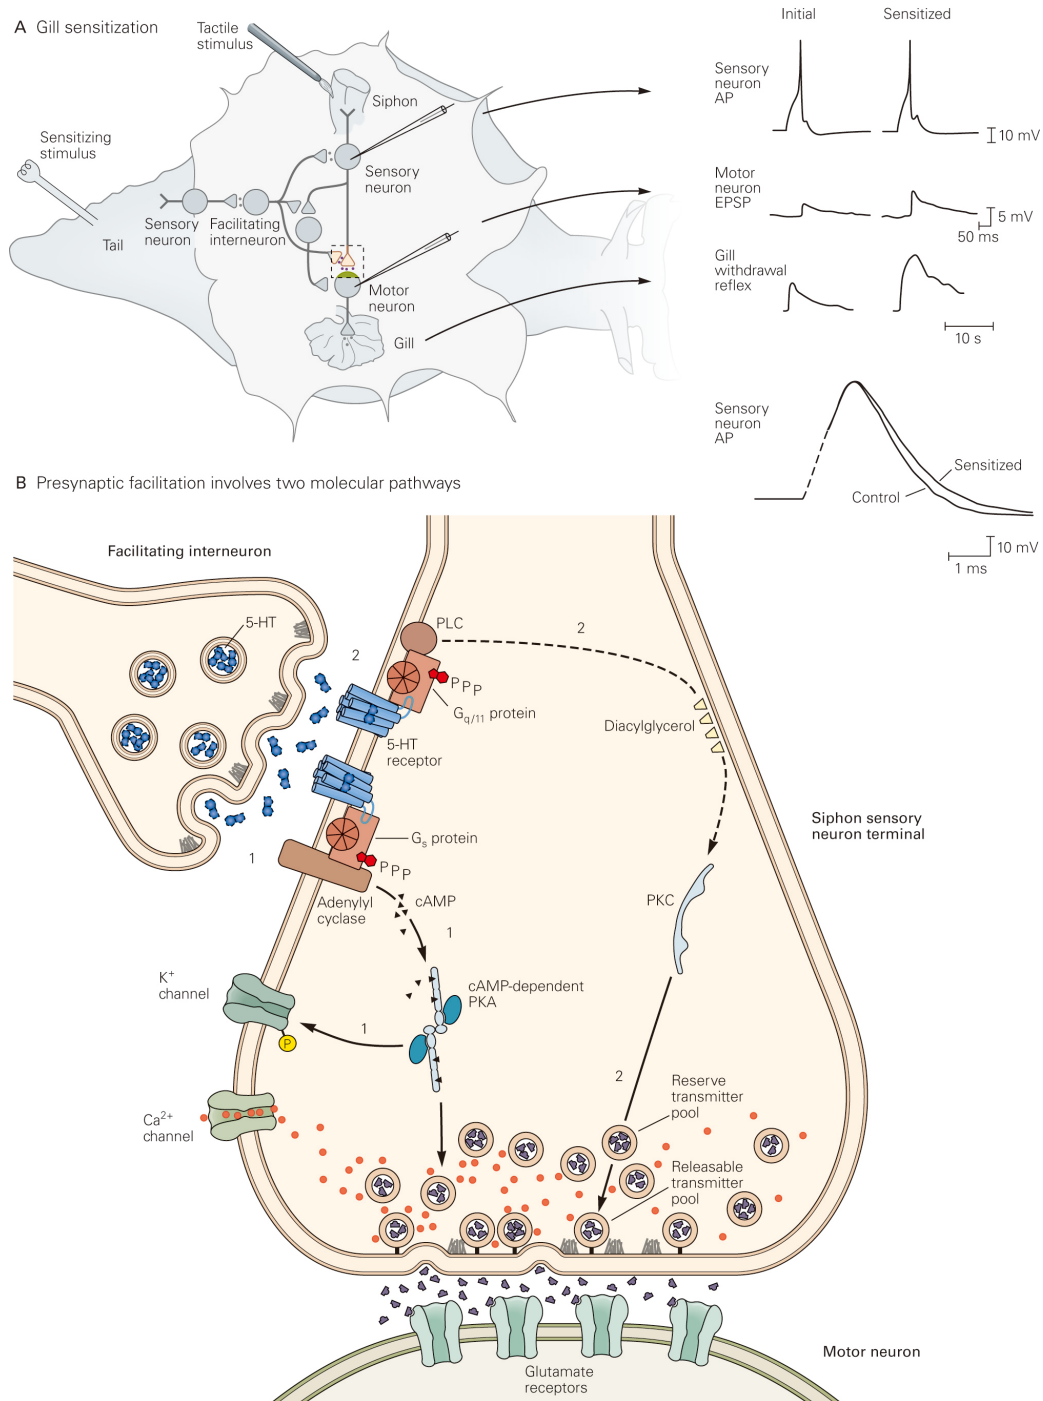 A Gill sensitization
Tactile
stimulus
Siphon
Sensitizing
stimulus
Sensory
neuron
Sensory
neuron
Facilitating
interneuron
Tail
Motor
neuron
Gill
Initial
Sensitized
Sensory
neuron
AP
10 mV
Motor
neuron
EPSP
5 mV
50 ms
Gill
withdrawal
reflex
10 s
Sensory
neuron
AP
Sensitized
Control
10 mV
1 ms
B Presynaptic facilitation involves two molecular pathways
Facilitating interneuron
5-HT
2
PLC
2
P P P
Gq/11 protein
5-HT
receptor
Diacylglycerol
Siphon sensory
neuron terminal
1
Gs protein
P P P
Adenylyl
cyclase
cAMP
1
PKC
K+
channel
cAMP-dependent
PKA
1
P
2
Ca2+
channel
Reserve
transmitter
pool
Releasable
transmitter
pool
Motor neuron
Glutamate
receptors